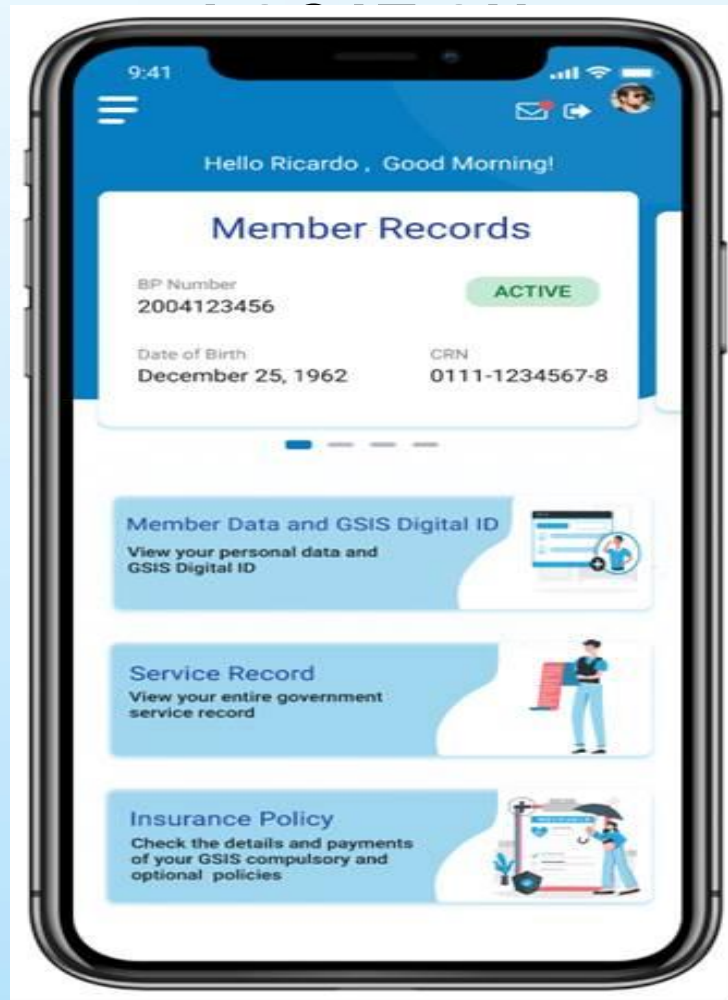 9:41
Hello Ricardo , Good Morning!
Member Records
BP Number
2004123456
ACTIVE
Date of Birth
December 25, 1962
CRN
0111-1234567-8
Member Data and GSIS Digital ID
View your personal data and
GSIS Digital ID
Service Record
View your entire government
service record
Insurance Policy
Check the details and payments
of your GSIS compulsory and
optional policies